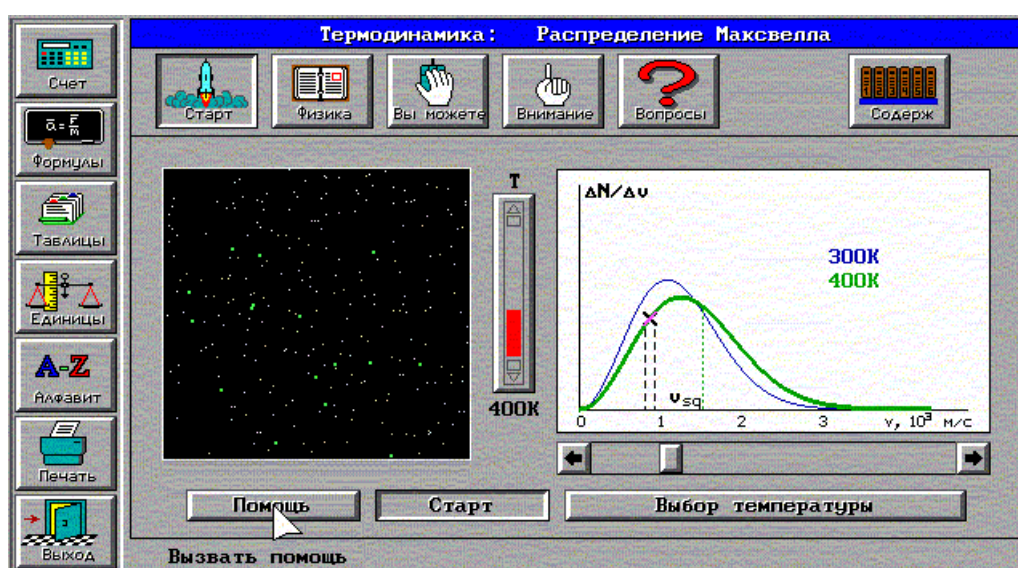 Термодинамика: Распределение Максвелла
Счет
Формулы
Таблицы
Единицы
A-Z
Алфавит
Печать
Выход
ā = F̄/m
Старт
Физика
Вы можете
Внимание
Вопросы
Содерж
T
400K
ΔN/Δv
300K
400K
υsq
0 1 2 3 v, 10³ м/с
Помощь
Старт
Выбор температуры
Вызвать помощь